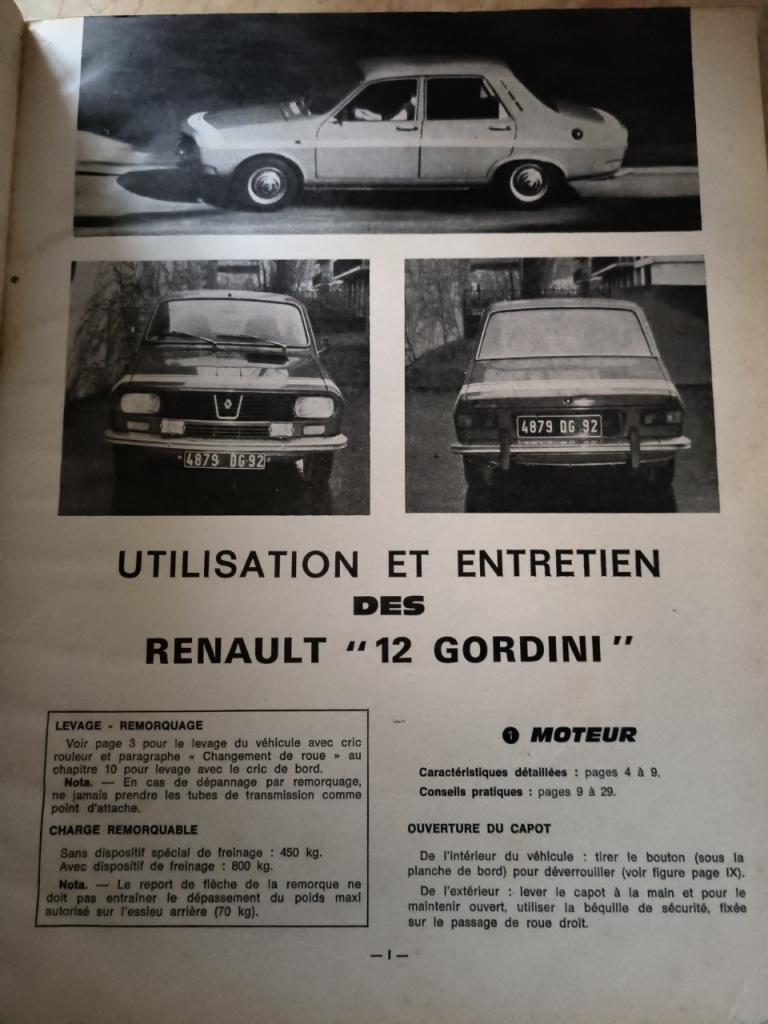 4879 DG 92
4879 DG 92
UTILISATION ET ENTRETIEN
DES
RENAULT "12 GORDINI"
LEVAGE - REMORQUAGE
Voir page 3 pour le levage du véhicule avec cric
rouleur et paragraphe « Changement de roue » au
chapitre 10 pour levage avec le cric de bord.
Nota. — En cas de dépannage par remorquage,
ne jamais prendre les tubes de transmission comme
point d'attache.
CHARGE REMORQUABLE
Sans dispositif spécial de freinage : 450 kg.
Avec dispositif de freinage : 800 kg.
Nota. — Le report de flèche de la remorque ne
doit pas entraîner le dépassement du poids maxi
autorisé sur l'essieu arrière (70 kg).
1 MOTEUR
Caractéristiques détaillées : pages 4 à 9.
Conseils pratiques : pages 9 à 29.
OUVERTURE DU CAPOT
De l'intérieur du véhicule : tirer le bouton (sous la
planche de bord) pour déverrouiller (voir figure page IX).
De l'extérieur : lever le capot à la main et pour le
maintenir ouvert, utiliser la béquille de sécurité, fixée
sur le passage de roue droit.
— I —